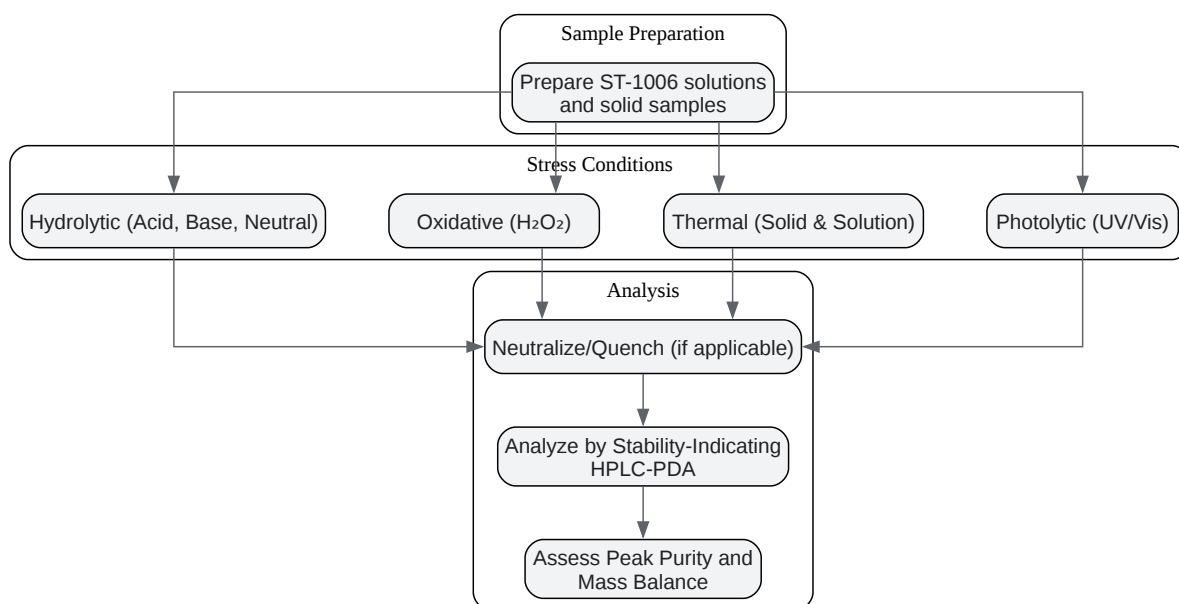 Sample Preparation
Prepare ST-1006 solutions
and solid samples
Stress Conditions
Hydrolytic (Acid, Base, Neutral)
Oxidative (H₂O₂)
Thermal (Solid & Solution)
Photolytic (UV/Vis)
Analysis
Neutralize/Quench (if applicable)
Analyze by Stability-Indicating
HPLC-PDA
Assess Peak Purity and
Mass Balance